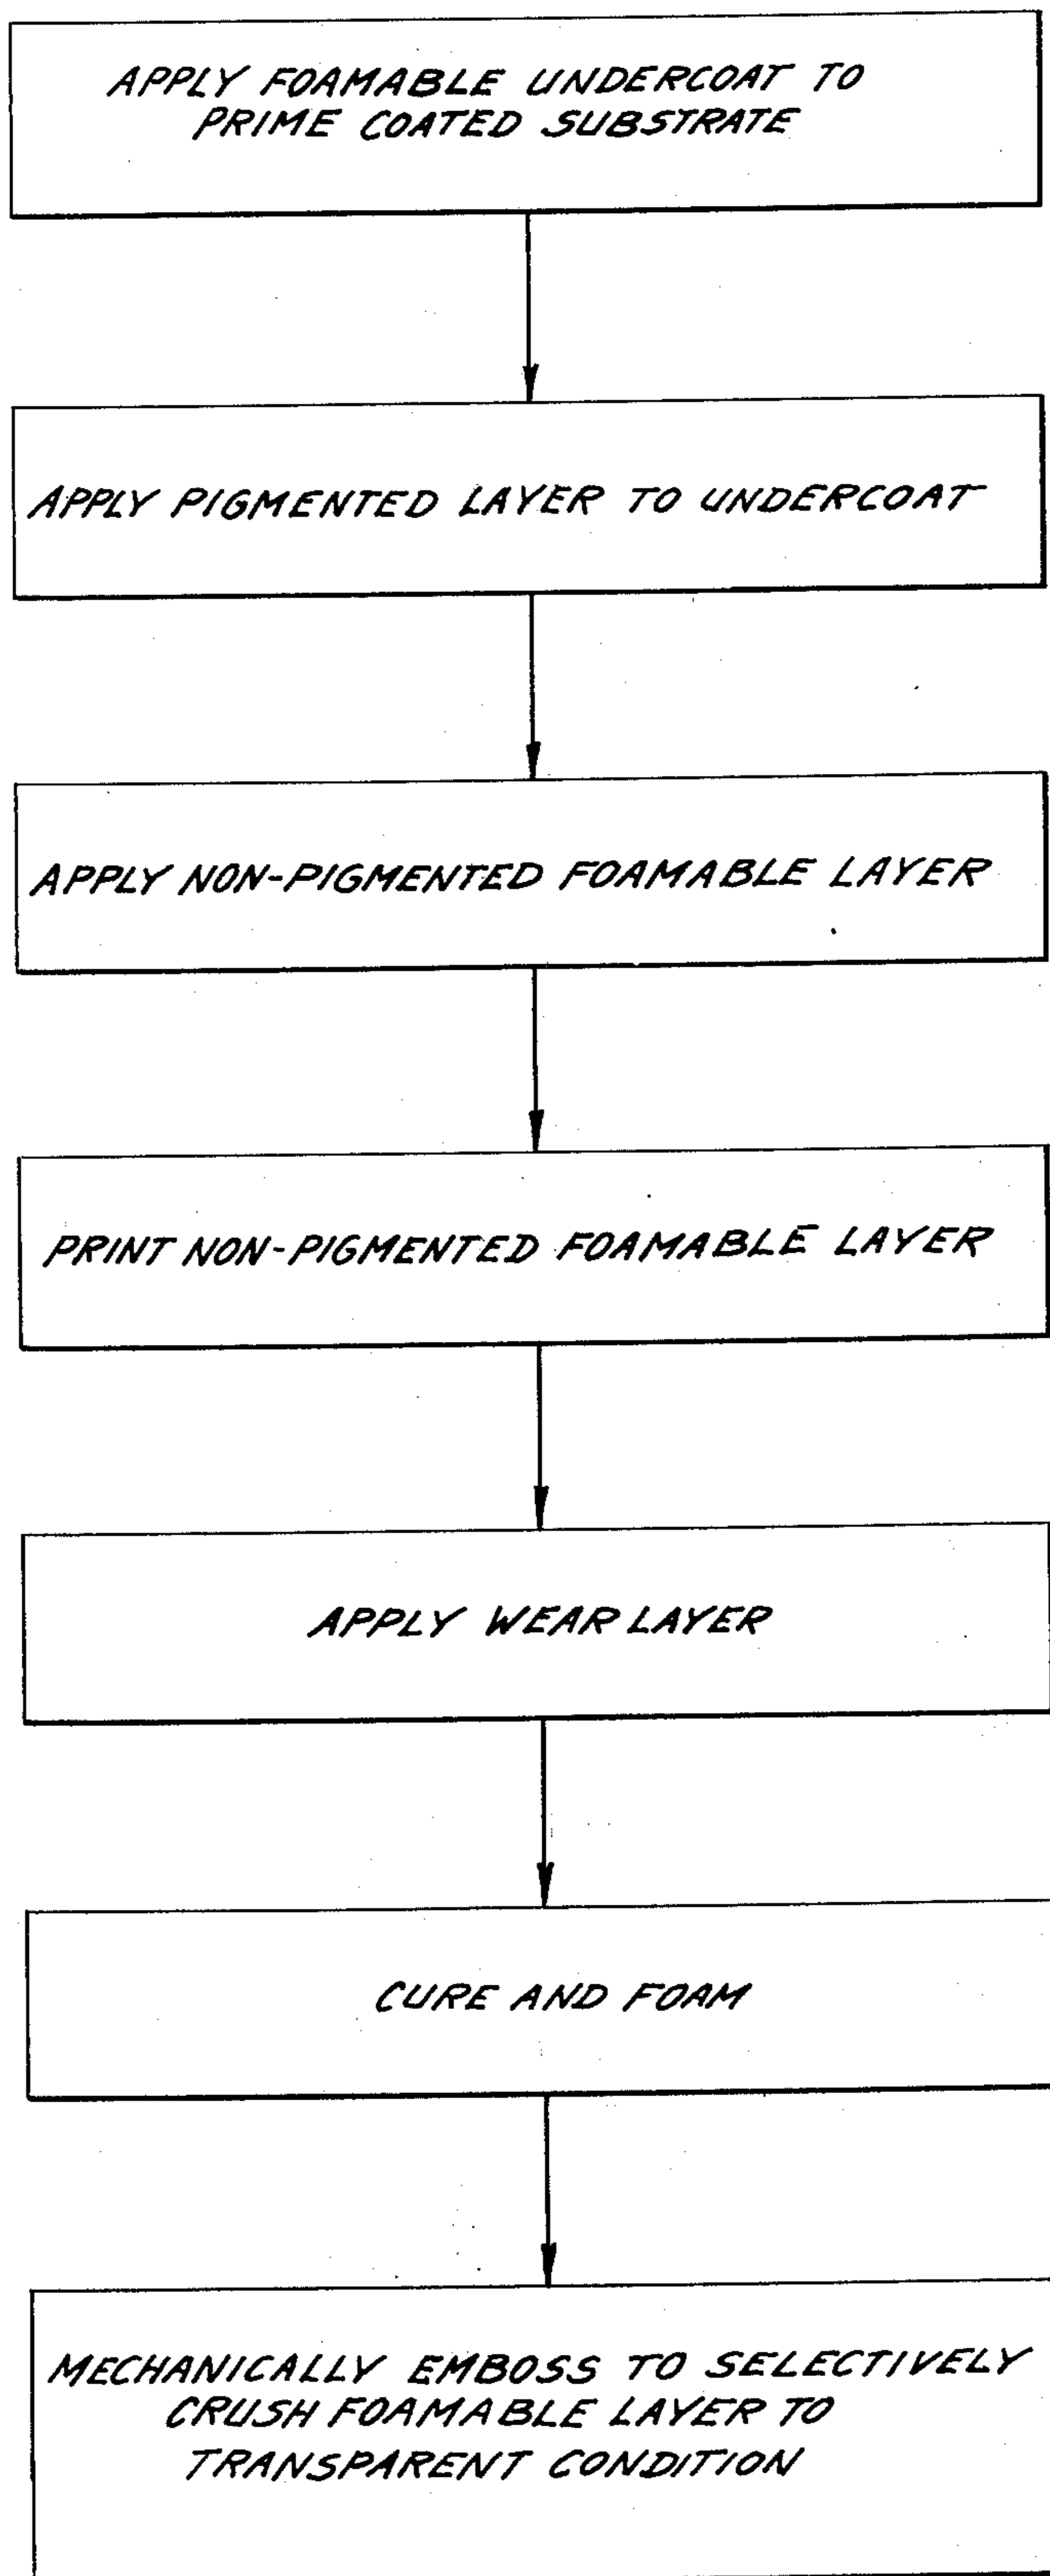 APPLY FOAMABLE UNDERCOAT TO
PRIME COATED SUBSTRATE
APPLY PIGMENTED LAYER TO UNDERCOAT
APPLY NON-PIGMENTED FOAMABLE LAYER
PRINT NON-PIGMENTED FOAMABLE LAYER
APPLY WEAR LAYER
CURE AND FOAM
MECHANICALLY EMBOSS TO SELECTIVELY
CRUSH FOAMABLE LAYER TO
TRANSPARENT CONDITION